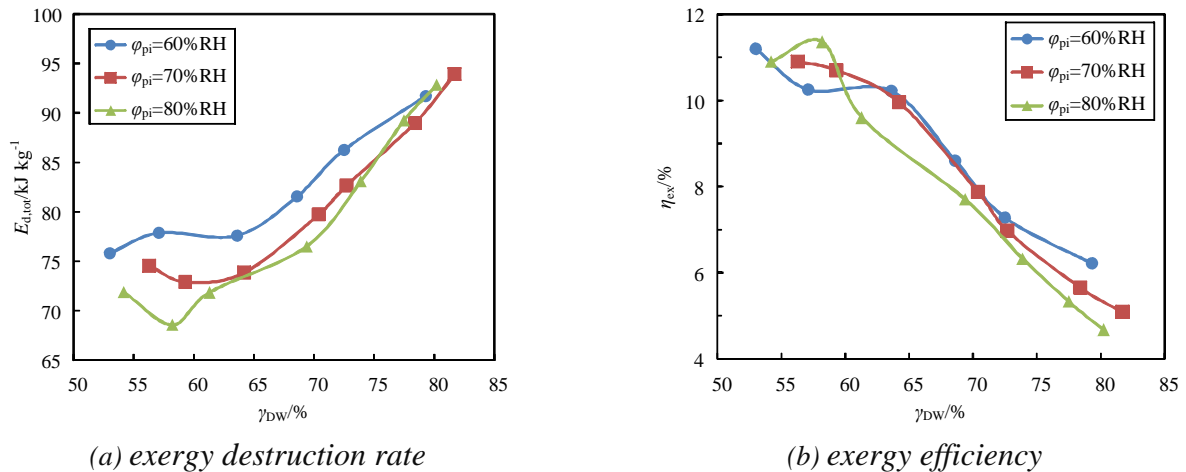 100
95
90
85
80
75
70
65
E_d,tot/kJ kg⁻¹
φ_pi=60%RH
φ_pi=70%RH
φ_pi=80%RH
50 55 60 65 70 75 80 85
γ_DW/%
(a) exergy destruction rate
12
10
8
6
4
η_ex/%
φ_pi=60%RH
φ_pi=70%RH
φ_pi=80%RH
50 55 60 65 70 75 80 85
γ_DW/%
(b) exergy efficiency